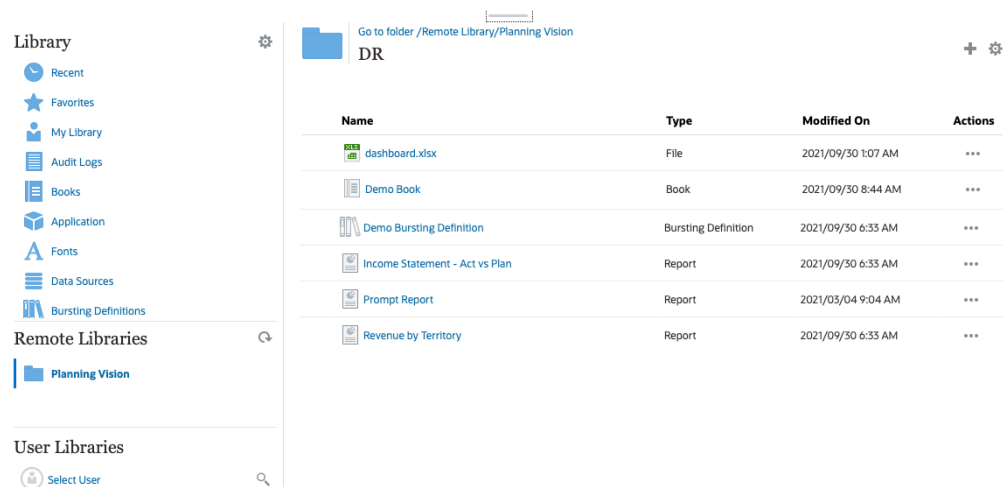 Library
Recent
Favorites
My Library
Audit Logs
Books
Application
Fonts
Data Sources
Bursting Definitions
Remote Libraries
Planning Vision
User Libraries
Select User
Go to folder /Remote Library/Planning Vision
DR
Name Type Modified On Actions
XLS dashboard.xlsx File 2021/09/30 1:07 AM
Demo Book Book 2021/09/30 8:44 AM
Demo Bursting Definition Bursting Definition 2021/09/30 6:33 AM
Income Statement - Act vs Plan Report 2021/09/30 6:33 AM
Prompt Report Report 2021/03/04 9:04 AM
Revenue by Territory Report 2021/09/30 6:33 AM